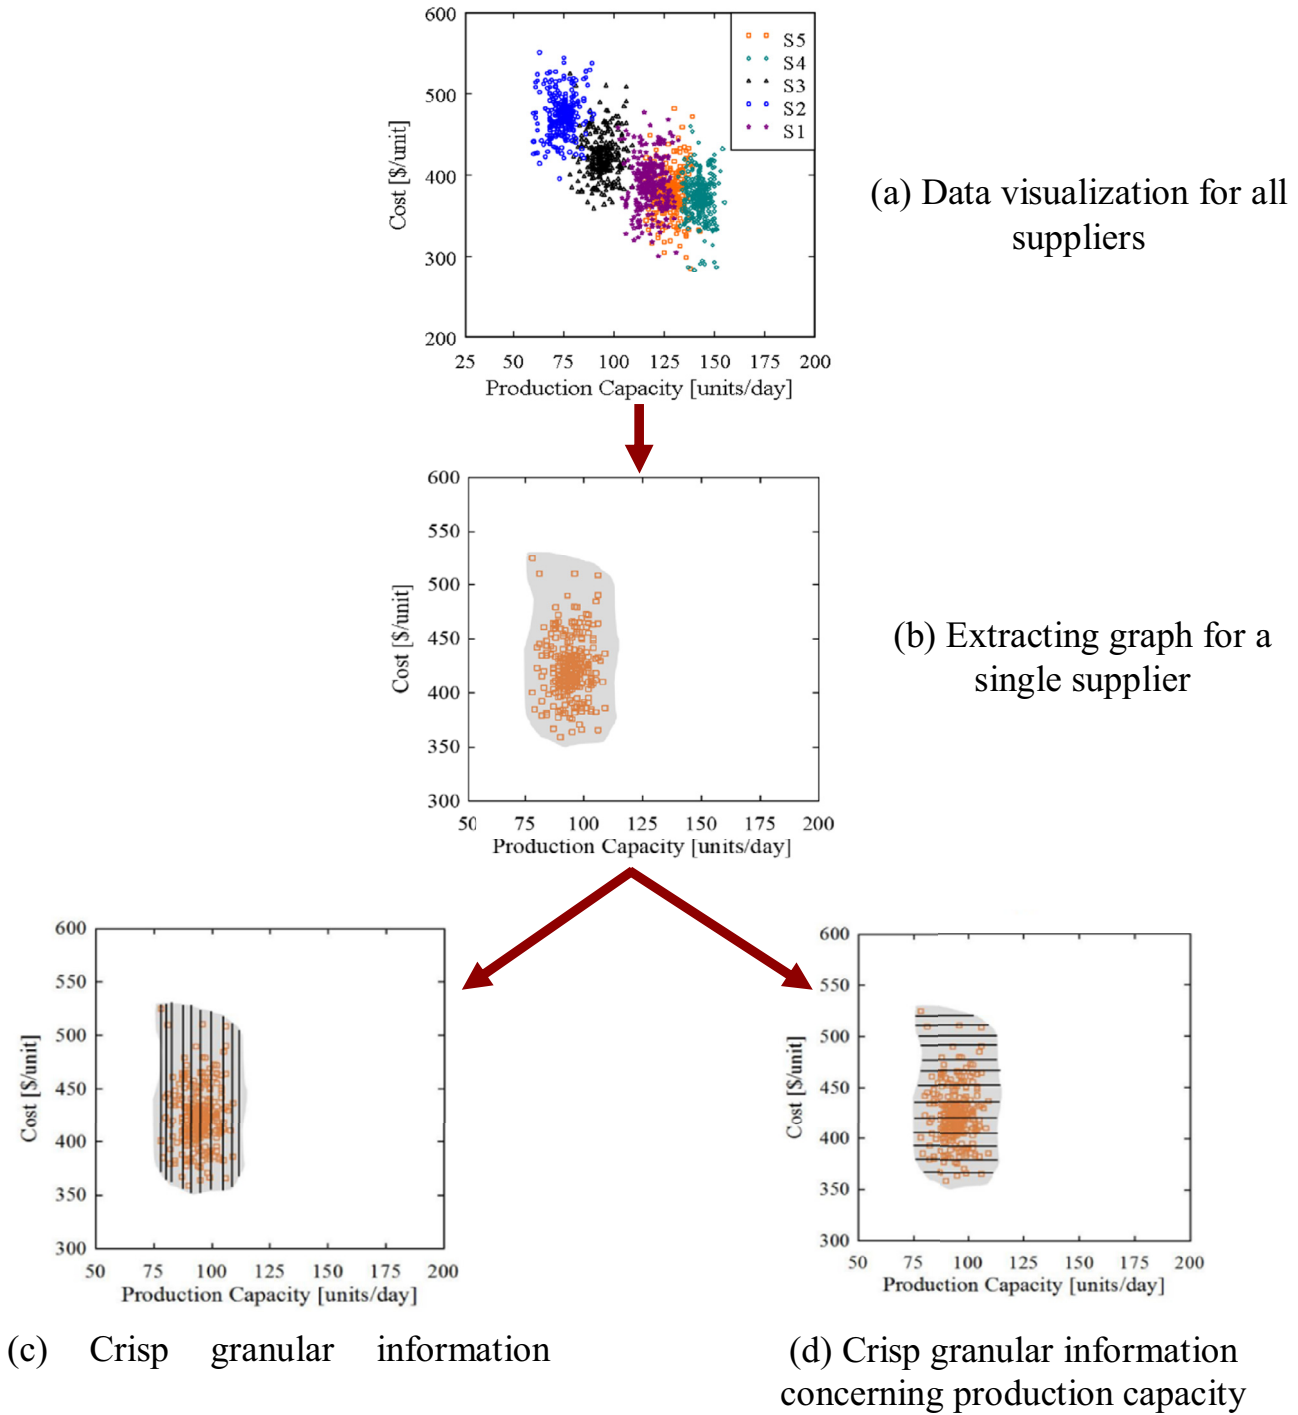 600
500
400
300
200
Cost [$/unit]
S5
S4
S3
S2
S1
25 50 75 100 125 150 175 200
Production Capacity [units/day]
(a) Data visualization for all
suppliers
600
550
500
450
400
350
300
Cost [$/unit]
50 75 100 125 150 175 200
Production Capacity [units/day]
(b) Extracting graph for a
single supplier
600
550
500
450
400
350
300
Cost [$/unit]
50 75 100 125 150 175 200
Production Capacity [units/day]
(c) Crisp granular information
600
550
500
450
400
350
300
Cost [$/unit]
50 75 100 125 150 175 200
Production Capacity [units/day]
(d) Crisp granular information
concerning production capacity